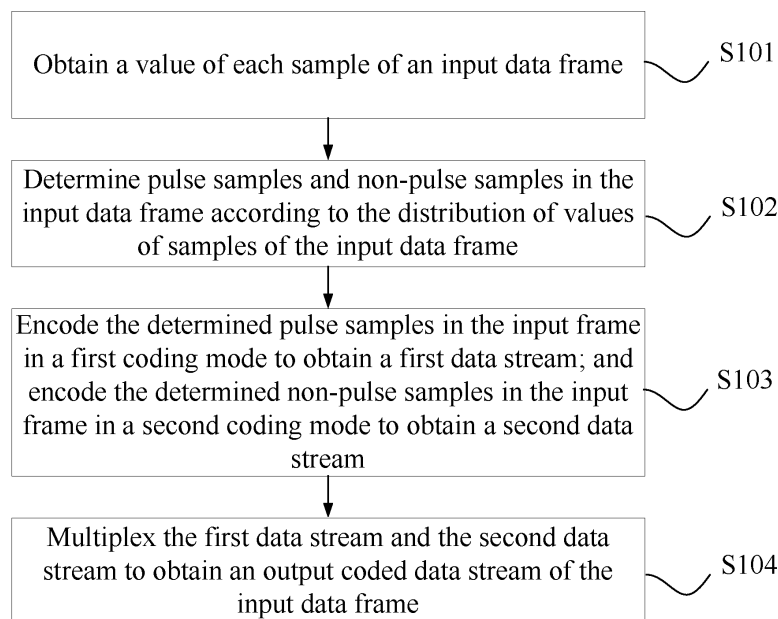 Obtain a value of each sample of an input data frame
S101
Determine pulse samples and non-pulse samples in the
input data frame according to the distribution of values
of samples of the input data frame
S102
Encode the determined pulse samples in the input frame
in a first coding mode to obtain a first data stream; and
encode the determined non-pulse samples in the input
frame in a second coding mode to obtain a second data
stream
S103
Multiplex the first data stream and the second data
stream to obtain an output coded data stream of the
input data frame
S104